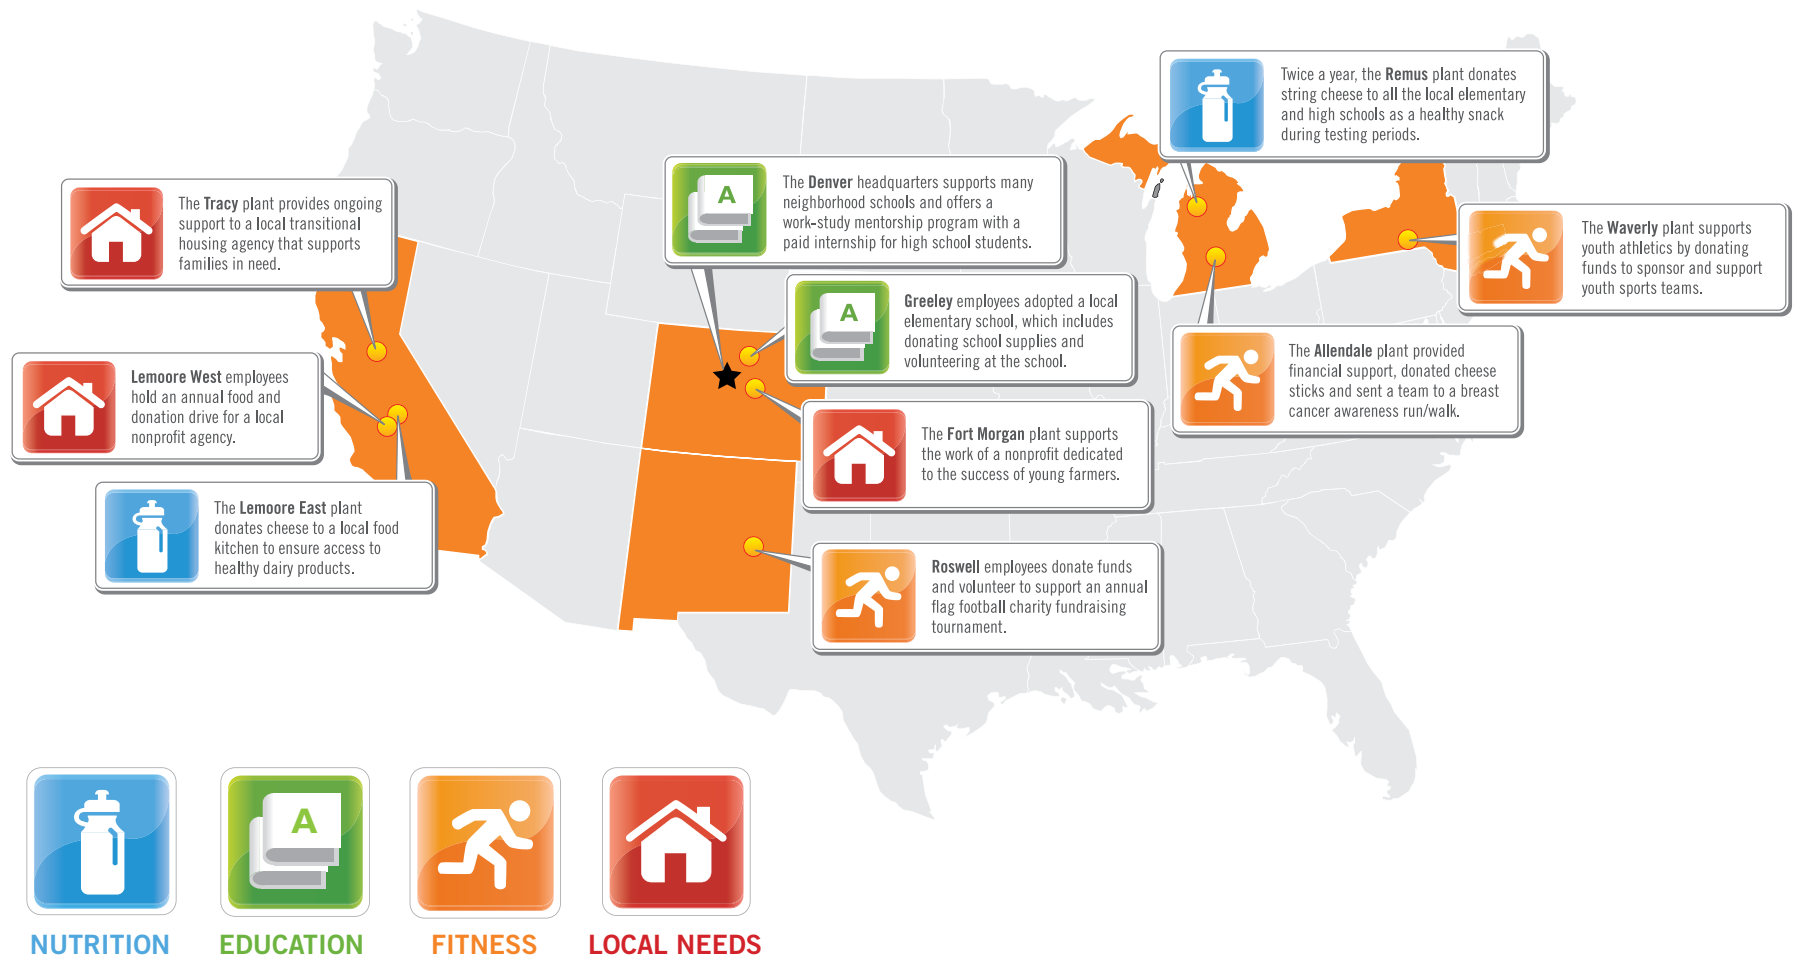 Twice a year, the Remus plant donates
string cheese to all the local elementary
and high schools as a healthy snack
during testing periods.
The Denver headquarters supports many
neighborhood schools and offers a
work-study mentorship program with a
paid internship for high school students.
A
The Tracy plant provides ongoing
support to a local transitional
housing agency that supports
families in need.
The Waverly plant supports
youth athletics by donating
funds to sponsor and support
youth sports teams.
Greeley employees adopted a local
elementary school, which includes
donating school supplies and
volunteering at the school.
A
The Allendale plant provided
financial support, donated cheese
sticks and sent a team to a breast
cancer awareness run/walk.
Lemoore West employees
hold an annual food and
donation drive for a local
nonprofit agency.
The Fort Morgan plant supports
the work of a nonprofit dedicated
to the success of young farmers.
The Lemoore East plant
donates cheese to a local food
kitchen to ensure access to
healthy dairy products.
Roswell employees donate funds
and volunteer to support an annual
flag football charity fundraising
tournament.
A
NUTRITION
EDUCATION
FITNESS
LOCAL NEEDS